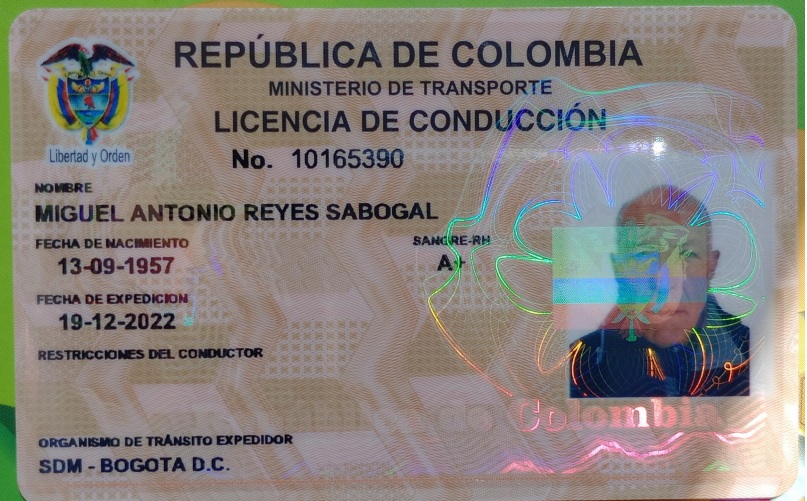 REPÚBLICA DE COLOMBIA
MINISTERIO DE TRANSPORTE
LICENCIA DE CONDUCCIÓN
Libertad y Orden
No. 10165390
NOMBRE
MIGUEL ANTONIO REYES SABOGAL
FECHA DE NACIMIENTO
13-09-1957
SANGRE-RH
A+
FECHA DE EXPEDICION
19-12-2022
RESTRICCIONES DEL CONDUCTOR
Colombia
ORGANISMO DE TRÁNSITO EXPEDIDOR
SDM - BOGOTA D.C.